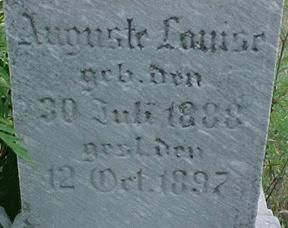 Auguste Louise
geb. den
30 Juli 1888
gest. den
12 Oct. 1897